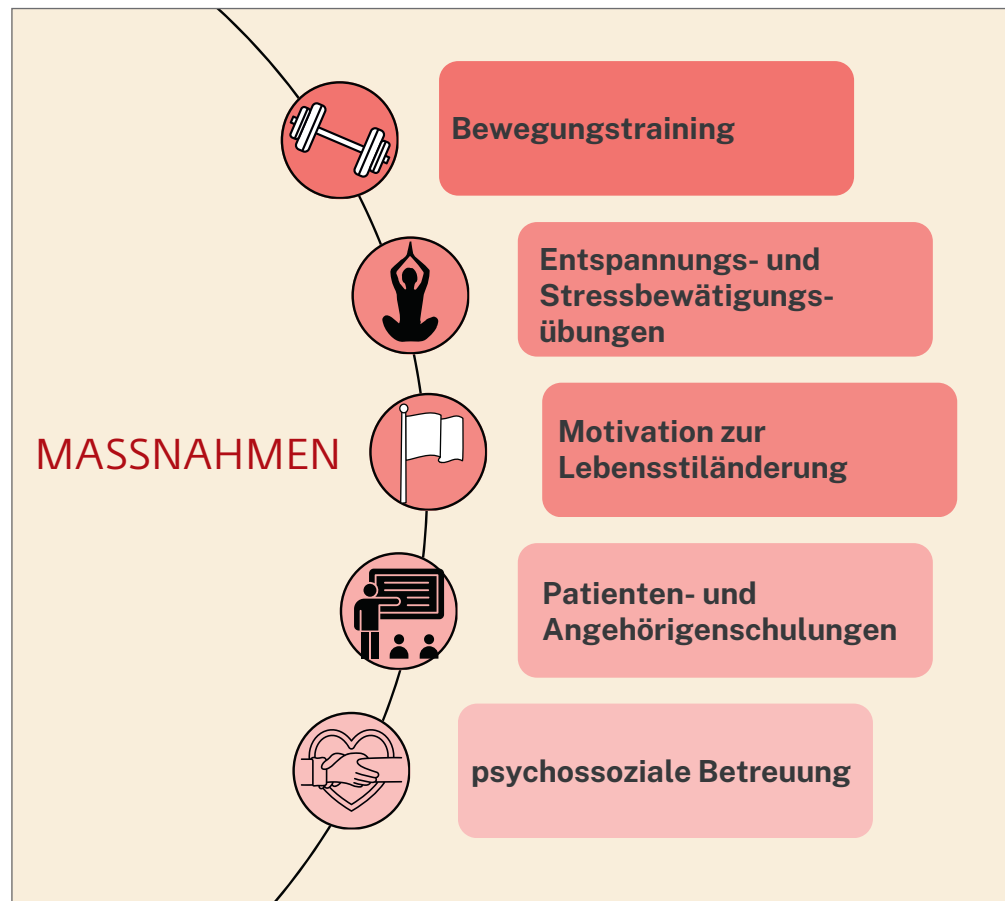 Bewegungstraining
Entspannungs- und
Stressbewätigungs-
übungen
MASSNAHMEN
Motivation zur
Lebensstiländerung
Patienten- und
Angehörigenschulungen
psychossoziale Betreuung